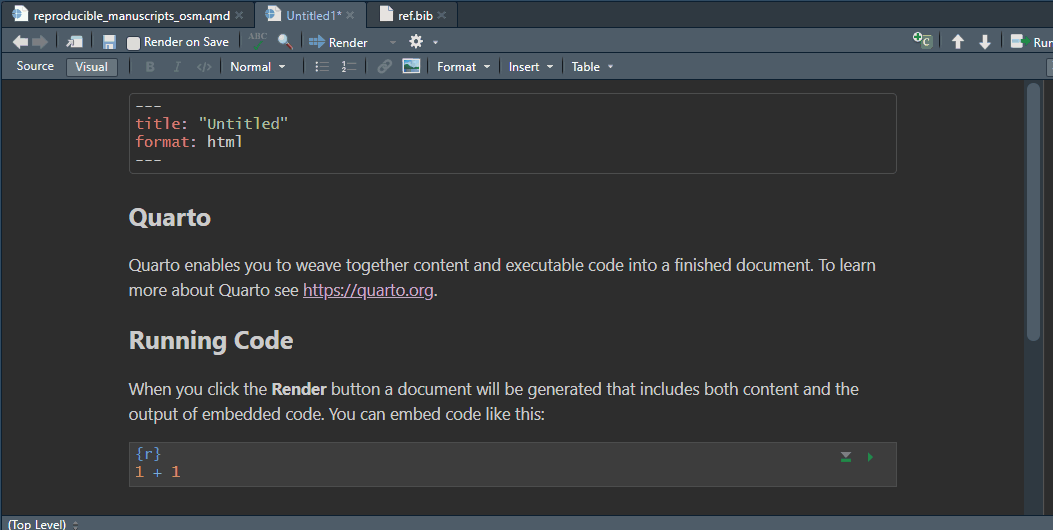 reproducible_manuscripts_osm.qmd Untitled1* ref.bib
Render on Save ABC Render Run
Source Visual B I </> Normal Format Insert Table
---
title: "Untitled"
format: html
---
Quarto
Quarto enables you to weave together content and executable code into a finished document. To learn
more about Quarto see https://quarto.org.
Running Code
When you click the Render button a document will be generated that includes both content and the
output of embedded code. You can embed code like this:
{r}
1 + 1
(Top Level)